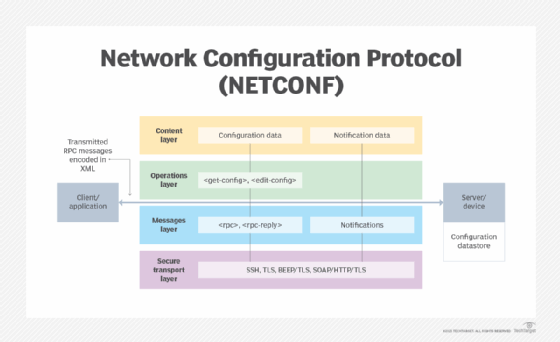 Network Configuration Protocol
(NETCONF)
Transmitted
RPC messages
encoded in
XML
Client/
application
Content
layer
Configuration data
Notification data
Operations
layer
<get-config>, <edit-config>
Messages
layer
<rpc>, <rpc-reply>
Notifications
Secure
transport
layer
SSH, TLS, BEEP/TLS, SOAP/HTTP/TLS
Server/
device
Configuration
datastore
TechTarget